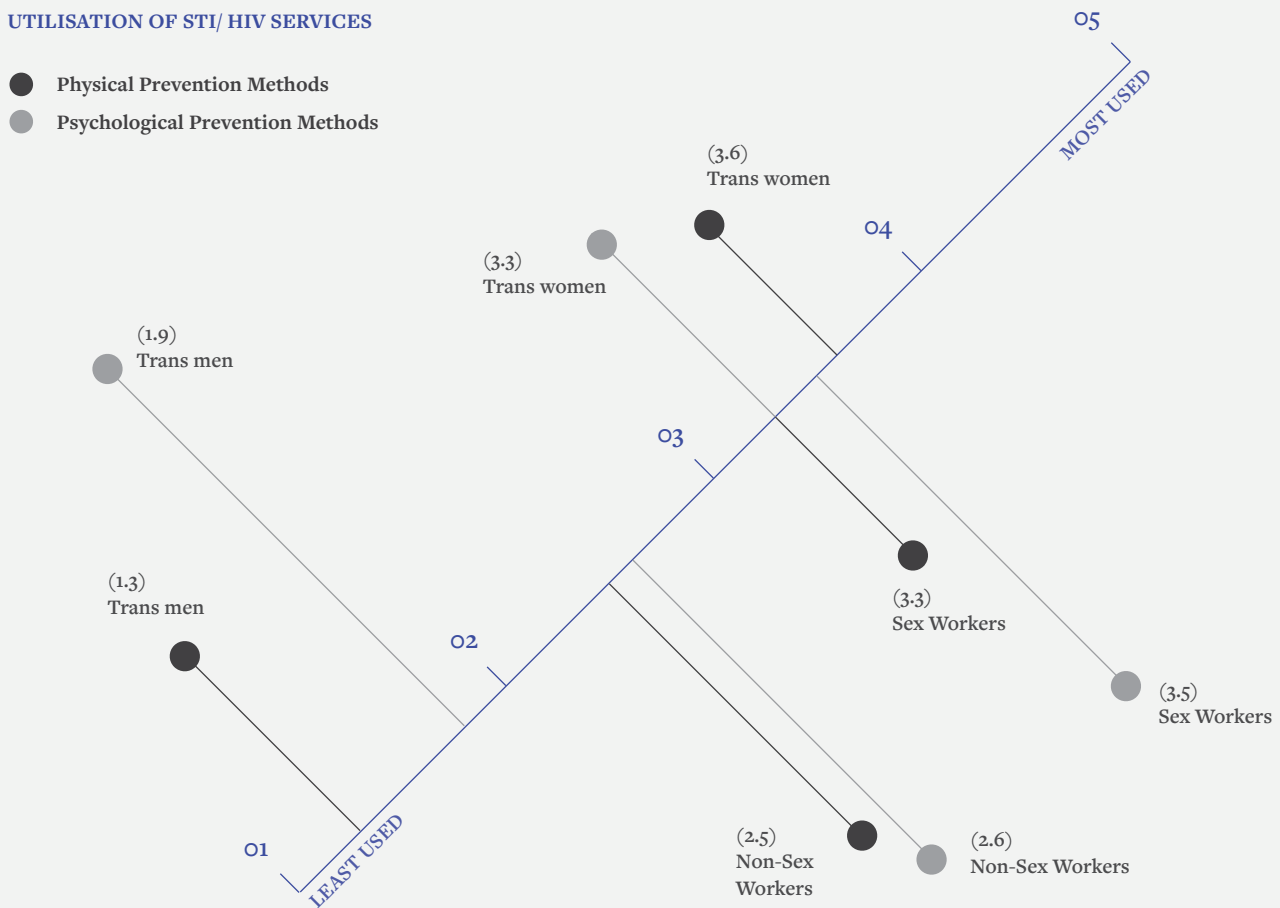 UTILISATION OF STI/ HIV SERVICES
Physical Prevention Methods
Psychological Prevention Methods
05
MOST USED
(3.6)
Trans women
04
(3.3)
Trans women
(1.9)
Trans men
03
(1.3)
Trans men
(3.3)
Sex Workers
02
(3.5)
Sex Workers
01
LEAST USED
(2.5)
Non-Sex
Workers
(2.6)
Non-Sex Workers